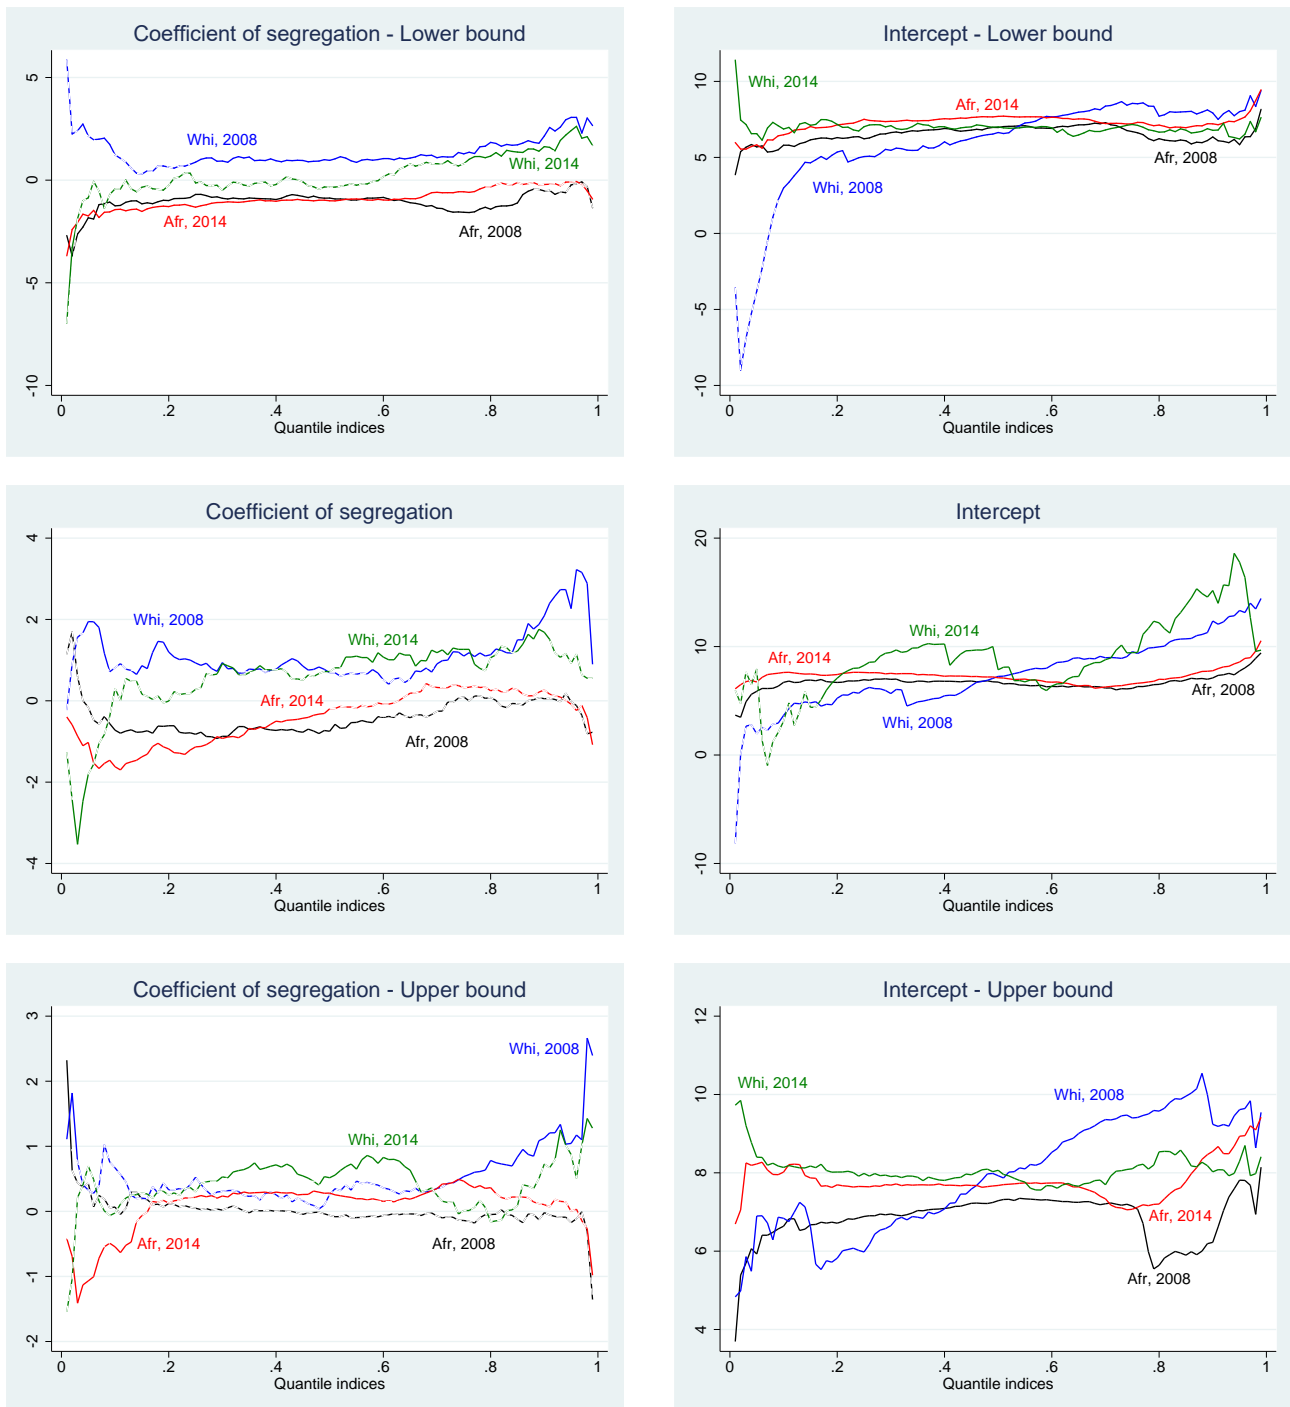 Coefficient of segregation - Lower bound
5
0
-5
-10
Whi, 2008
Whi, 2014
Afr, 2014
Afr, 2008
0 .2 .4 .6 .8 1
Quantile indices
Intercept - Lower bound
10
5
0
-5
-10
Whi, 2014
Afr, 2014
Afr, 2008
Whi, 2008
0 .2 .4 .6 .8 1
Quantile indices
Coefficient of segregation
4
2
0
-2
-4
Whi, 2008
Whi, 2014
Afr, 2014
Afr, 2008
0 .2 .4 .6 .8 1
Quantile indices
Intercept
20
10
0
-10
Whi, 2014
Afr, 2014
Afr, 2008
Whi, 2008
0 .2 .4 .6 .8 1
Quantile indices
Coefficient of segregation - Upper bound
3
2
1
0
-1
-2
Whi, 2008
Whi, 2014
Afr, 2014
Afr, 2008
0 .2 .4 .6 .8 1
Quantile indices
Intercept - Upper bound
12
10
8
6
4
Whi, 2014
Whi, 2008
Afr, 2014
Afr, 2008
0 .2 .4 .6 .8 1
Quantile indices